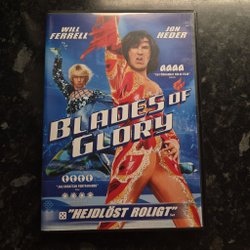 WILL
FERRELL
JON
HEDER
BLADES OF
GLORY
"HEJDLÖST ROLIGT"